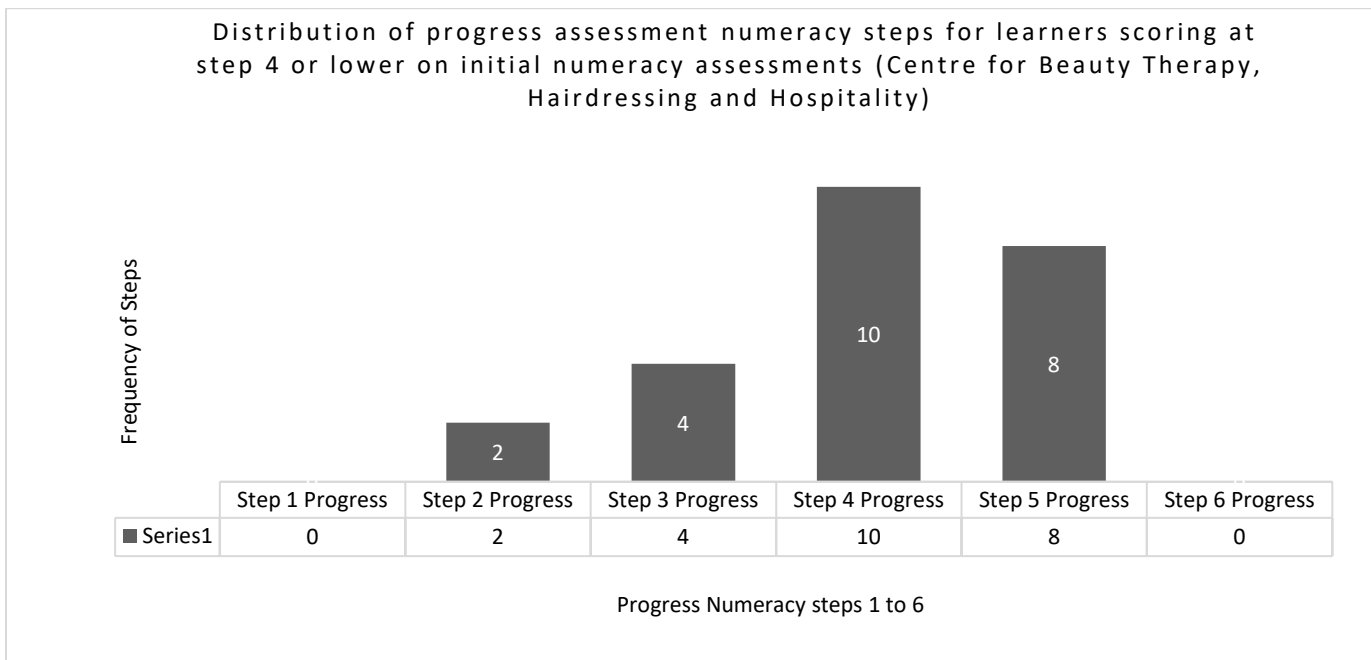 Distribution of progress assessment numeracy steps for learners scoring at
step 4 or lower on initial numeracy assessments (Centre for Beauty Therapy,
Hairdressing and Hospitality)
Frequency of Steps
2
4
10
8
Step 1 Progress Step 2 Progress Step 3 Progress Step 4 Progress Step 5 Progress Step 6 Progress
Series1 0 2 4 10 8 0
Progress Numeracy steps 1 to 6